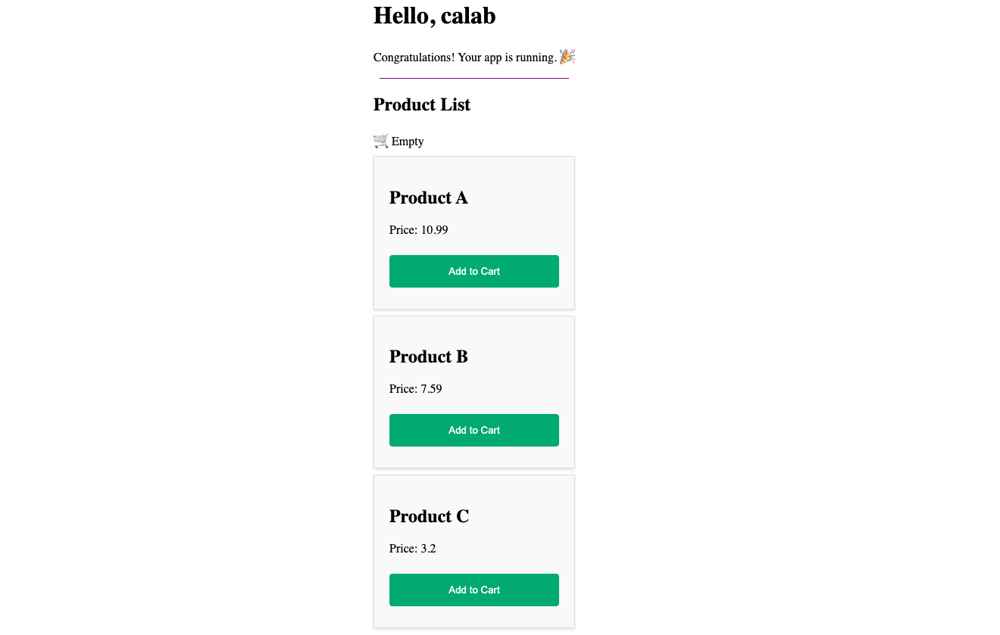 Hello, calab
Congratulations! Your app is running. 🎉
Product List
🛒 Empty
Product A
Price: 10.99
Add to Cart
Product B
Price: 7.59
Add to Cart
Product C
Price: 3.2
Add to Cart